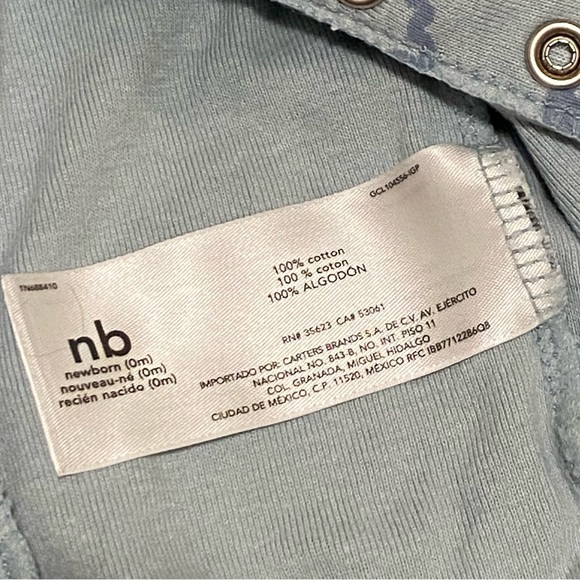 GCL104556-IGP
TN688410
100% cotton
100 % coton
100% ALGODÓN
nb
newborn (0m)
nouveau-né (0m)
recién nacido (0m)
RN# 35623 CA# 53061
IMPORTADO POR: CARTERS BRANDS S.A. DE C.V. AV. EJÉRCITO
NACIONAL NO. 843-B, NO. INT. PISO 11
COL. GRANADA, MIGUEL HIDALGO
CIUDAD DE MÉXICO, C.P. 11520, MÉXICO RFC IBB7712286Q8